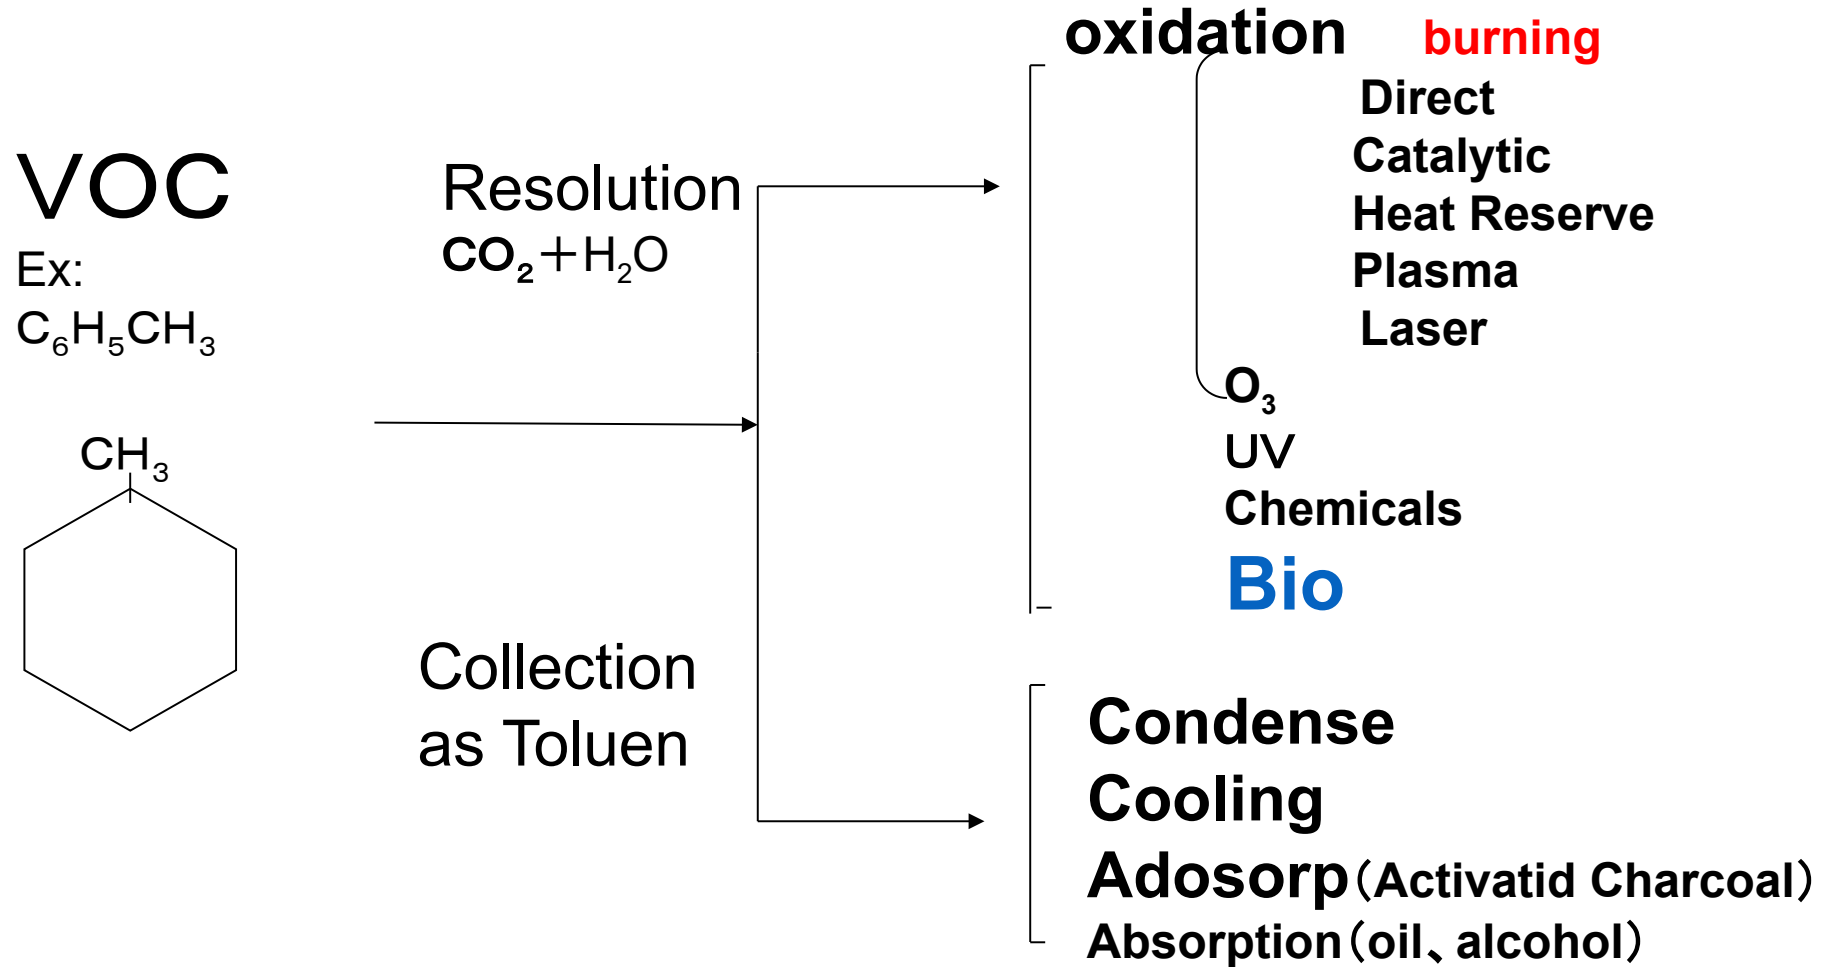 VOC
Ex:
C₆H₅CH₃
CH₃
Resolution
CO₂＋H₂O
Collection
as Toluen
oxidation burning
Direct
Catalytic
Heat Reserve
Plasma
Laser
O₃
UV
Chemicals
Bio
Condense
Cooling
Adosorp（Activatid Charcoal）
Absorption（oil、alcohol）